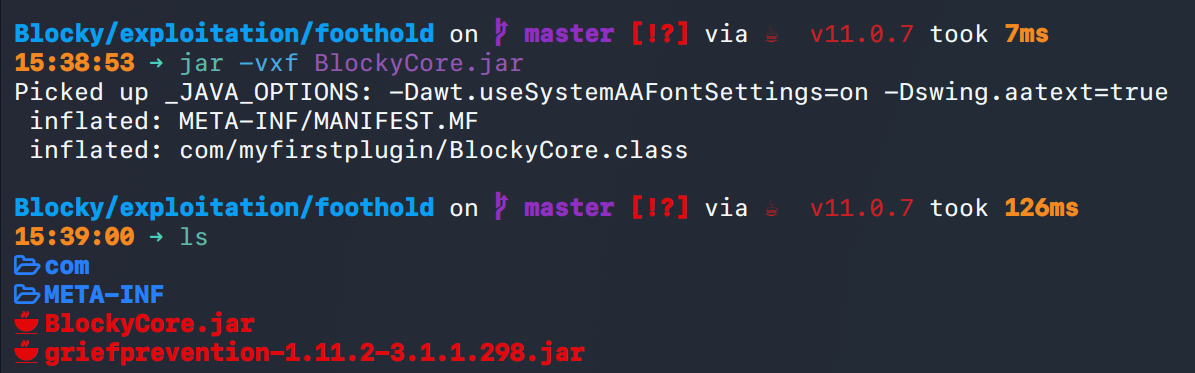 Blocky/exploitation/foothold on master [!?] via v11.0.7 took 7ms
15:38:53 → jar -vxf BlockyCore.jar
Picked up _JAVA_OPTIONS: -Dawt.useSystemAAFontSettings=on -Dswing.aatext=true
inflated: META-INF/MANIFEST.MF
inflated: com/myfirstplugin/BlockyCore.class
Blocky/exploitation/foothold on master [!?] via v11.0.7 took 126ms
15:39:00 → ls
com
META-INF
BlockyCore.jar
griefprevention-1.11.2-3.1.1.298.jar